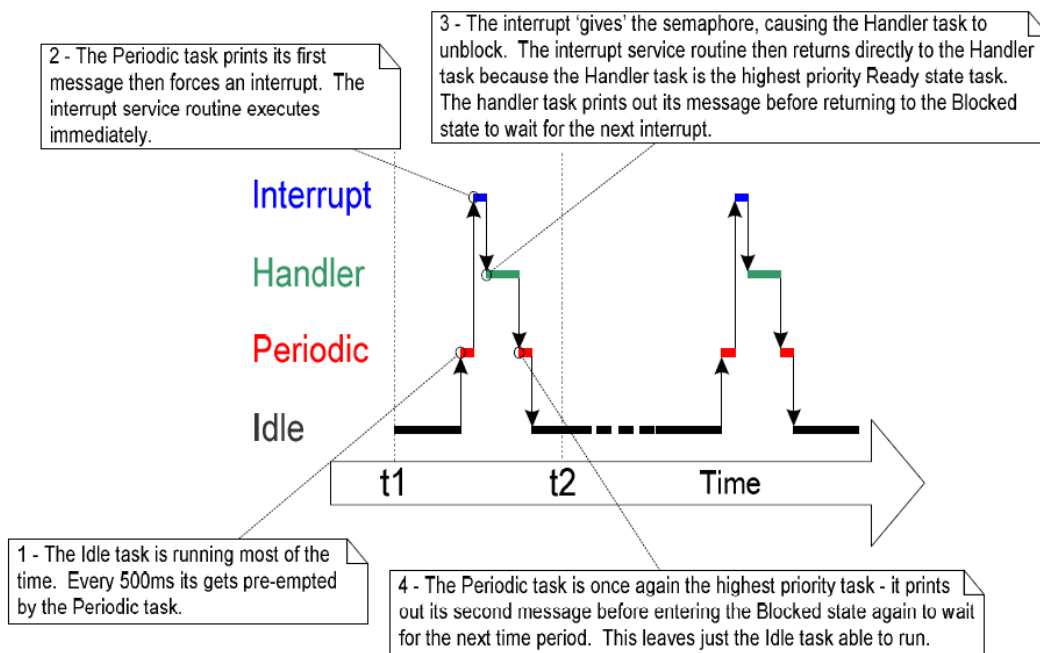 3 - The interrupt ‘gives’ the semaphore, causing the Handler task to
unblock. The interrupt service routine then returns directly to the Handler
task because the Handler task is the highest priority Ready state task.
The handler task prints out its message before returning to the Blocked
state to wait for the next interrupt.
2 - The Periodic task prints its first
message then forces an interrupt. The
interrupt service routine executes
immediately.
Interrupt
Handler
Periodic
Idle
t1
t2
Time
1 - The Idle task is running most of the
time. Every 500ms its gets pre-empted
by the Periodic task.
4 - The Periodic task is once again the highest priority task - it prints
out its second message before entering the Blocked state again to wait
for the next time period. This leaves just the Idle task able to run.